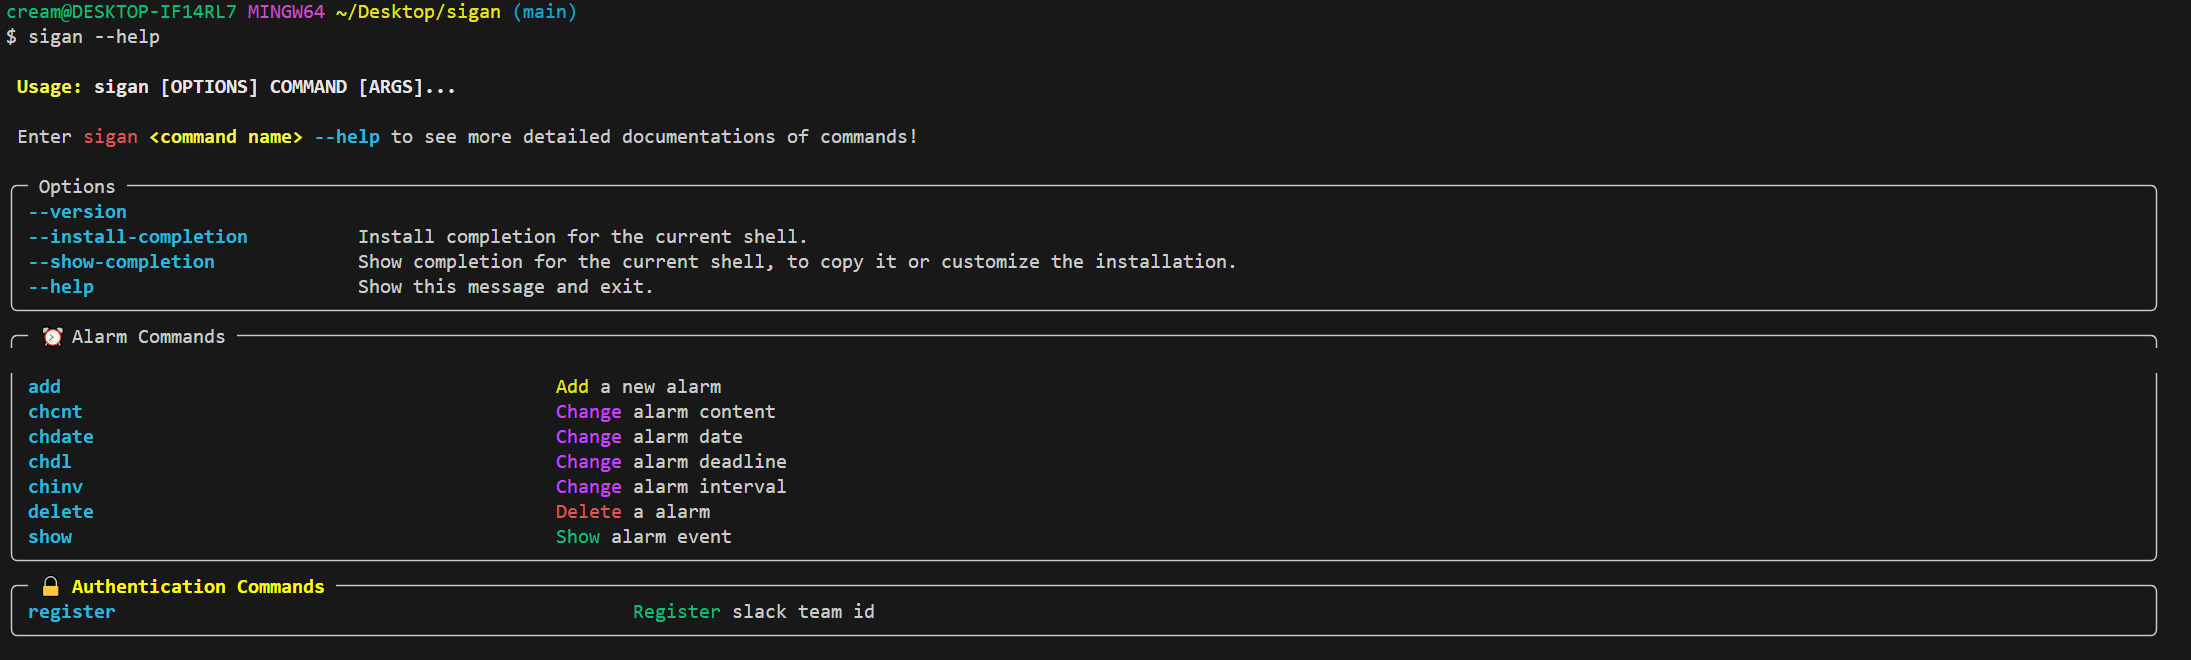 cream@DESKTOP-IF14RL7 MINGW64 ~/Desktop/sigan (main)
$ sigan --help
Usage: sigan [OPTIONS] COMMAND [ARGS]...
Enter sigan <command name> --help to see more detailed documentations of commands!
Options
--version
--install-completion Install completion for the current shell.
--show-completion Show completion for the current shell, to copy it or customize the installation.
--help Show this message and exit.
⏰ Alarm Commands
add Add a new alarm
chcnt Change alarm content
chdate Change alarm date
chdl Change alarm deadline
chinv Change alarm interval
delete Delete a alarm
show Show alarm event
🔒 Authentication Commands
register Register slack team id